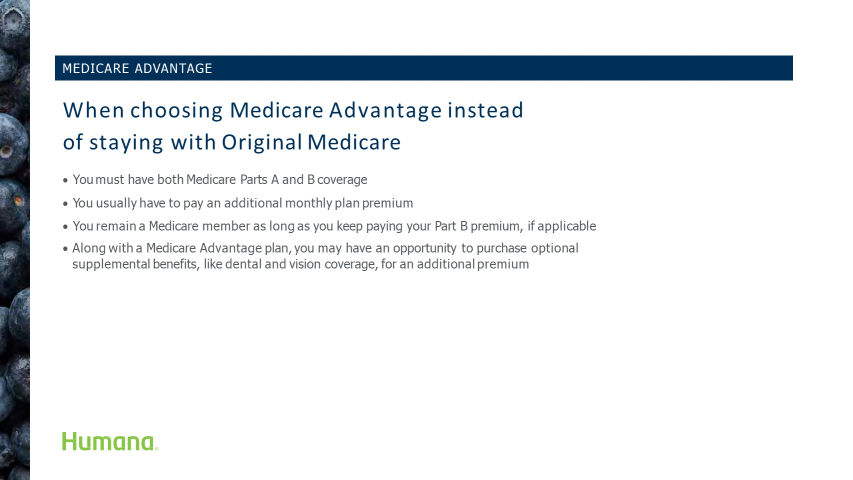 MEDICARE ADVANTAGE
When choosing Medicare Advantage instead
of staying with Original Medicare
• You must have both Medicare Parts A and B coverage
• You usually have to pay an additional monthly plan premium
• You remain a Medicare member as long as you keep paying your Part B premium, if applicable
• Along with a Medicare Advantage plan, you may have an opportunity to purchase optional
supplemental benefits, like dental and vision coverage, for an additional premium
Humana®